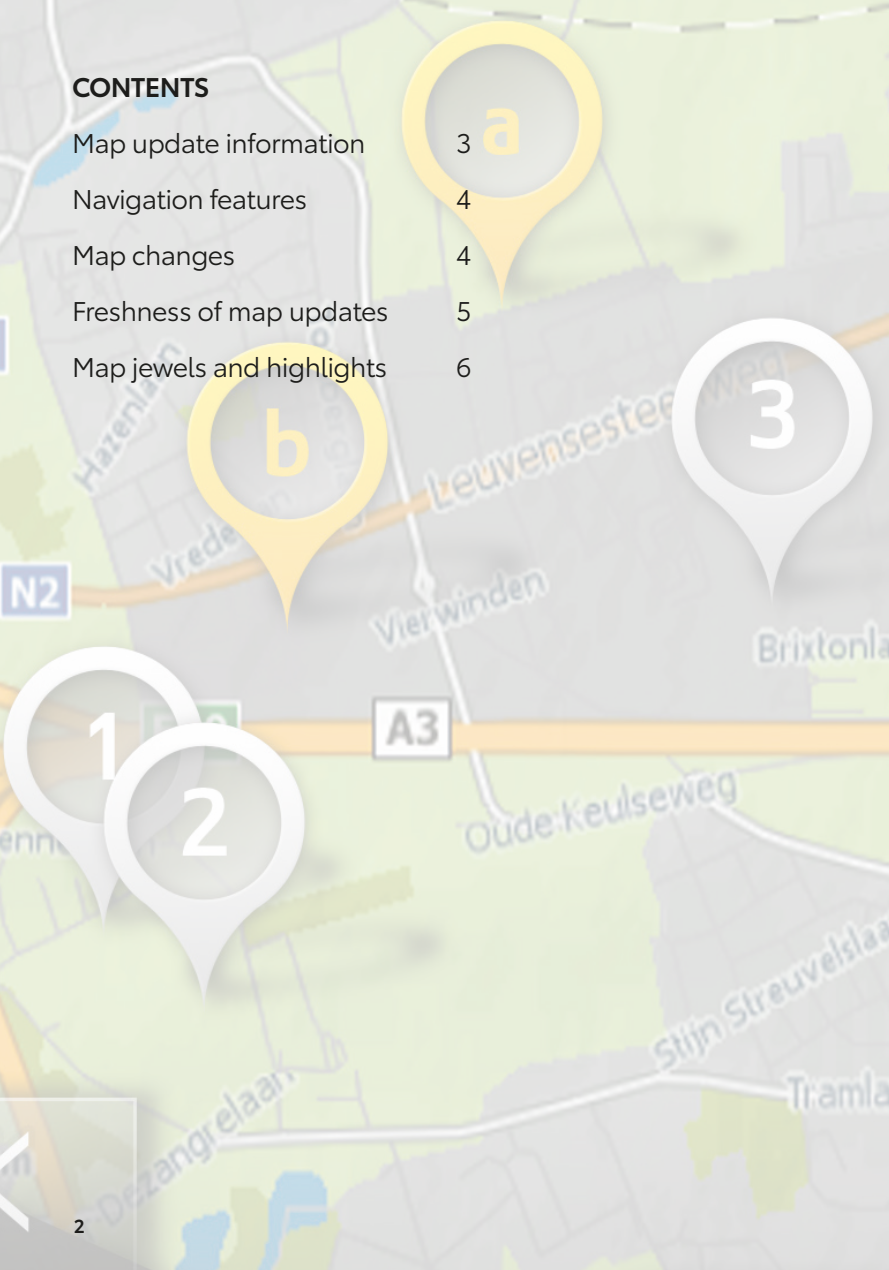 CONTENTS
Map update information 3
Navigation features 4
Map changes 4
Freshness of map updates 5
Map jewels and highlights 6
a
b
3
Hazenlaan
Leuvensesteenweg
N2
Vierwinden
Brixtonla
1
A3
2
Oude Keulseweg
Stijn Streuvelslaa
Tramla
Dezangrelaan
2